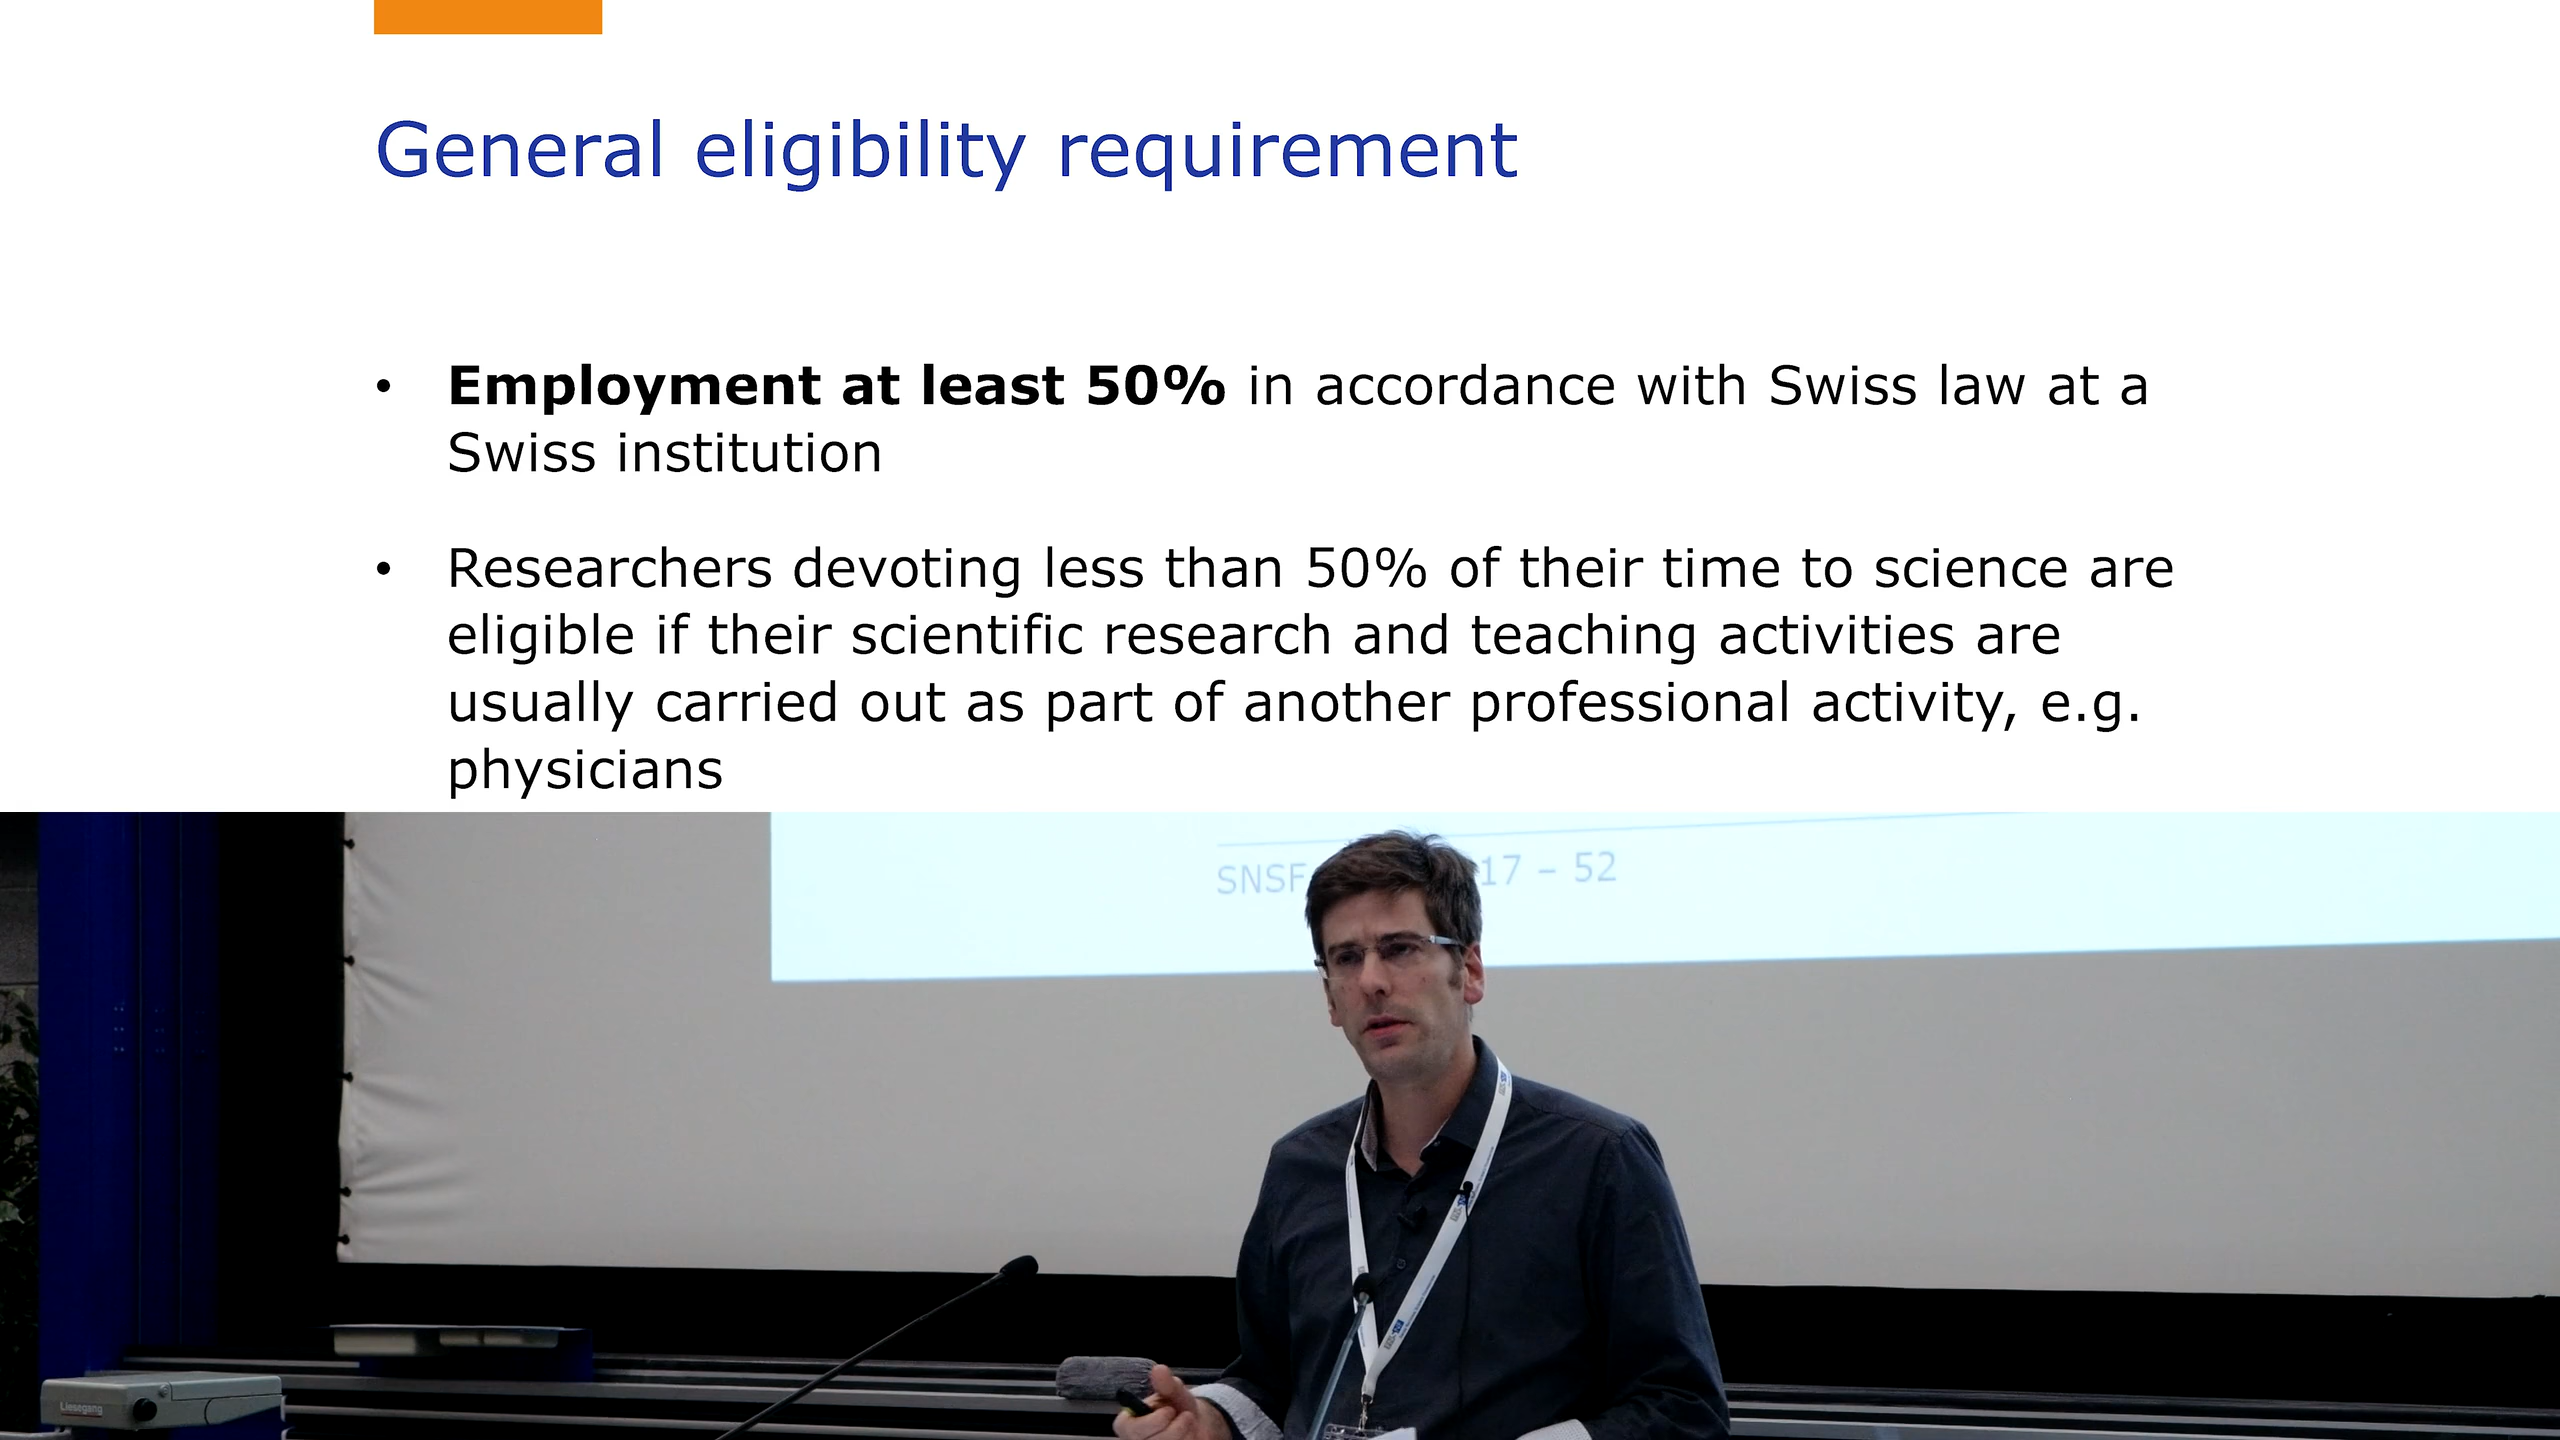 General eligibility requirement
• Employment at least 50% in accordance with Swiss law at a
Swiss institution
• Researchers devoting less than 50% of their time to science are
eligible if their scientific research and teaching activities are
usually carried out as part of another professional activity, e.g.
physicians
SNSF 17 – 52
Liesegang